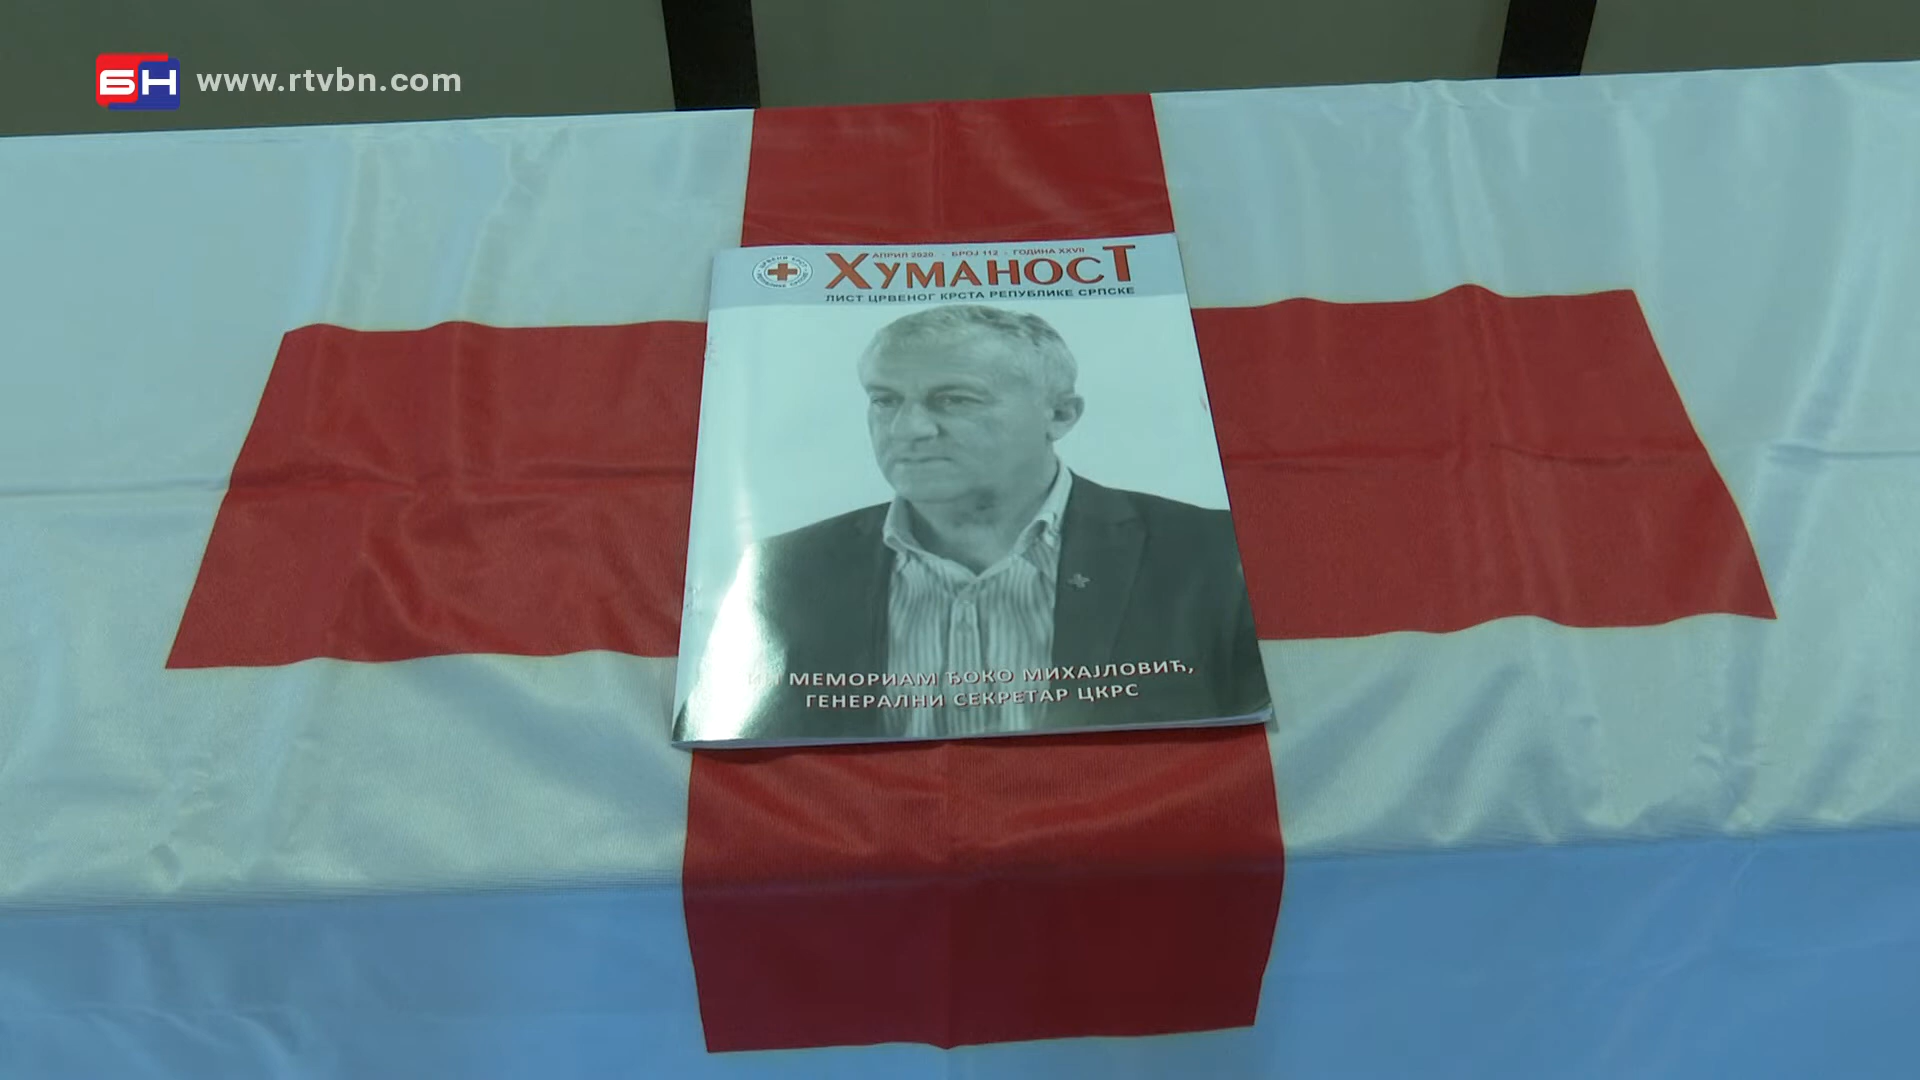 БН www.rtvbn.com
АПРИЛ 2020 - БРОЈ 112 - ГОДИНА XXVII
ХУМАНОСТ
ЛИСТ ЦРВЕНОГ КРСТА РЕПУБЛИКЕ СРПСКЕ
ИН МЕМОРИАМ ЂОКО МИХАЈЛОВИЋ,
ГЕНЕРАЛНИ СЕКРЕТАР ЦКРС